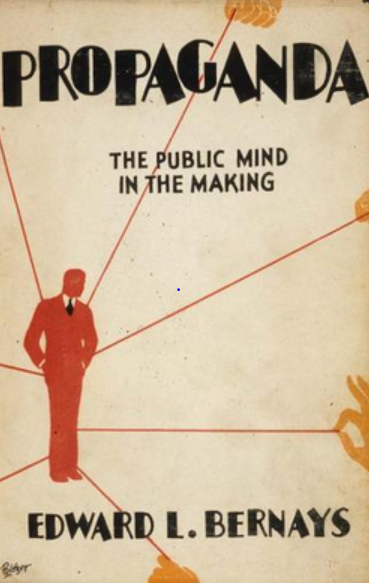 PROPAGANDA
THE PUBLIC MIND
IN THE MAKING
EDWARD L. BERNAYS